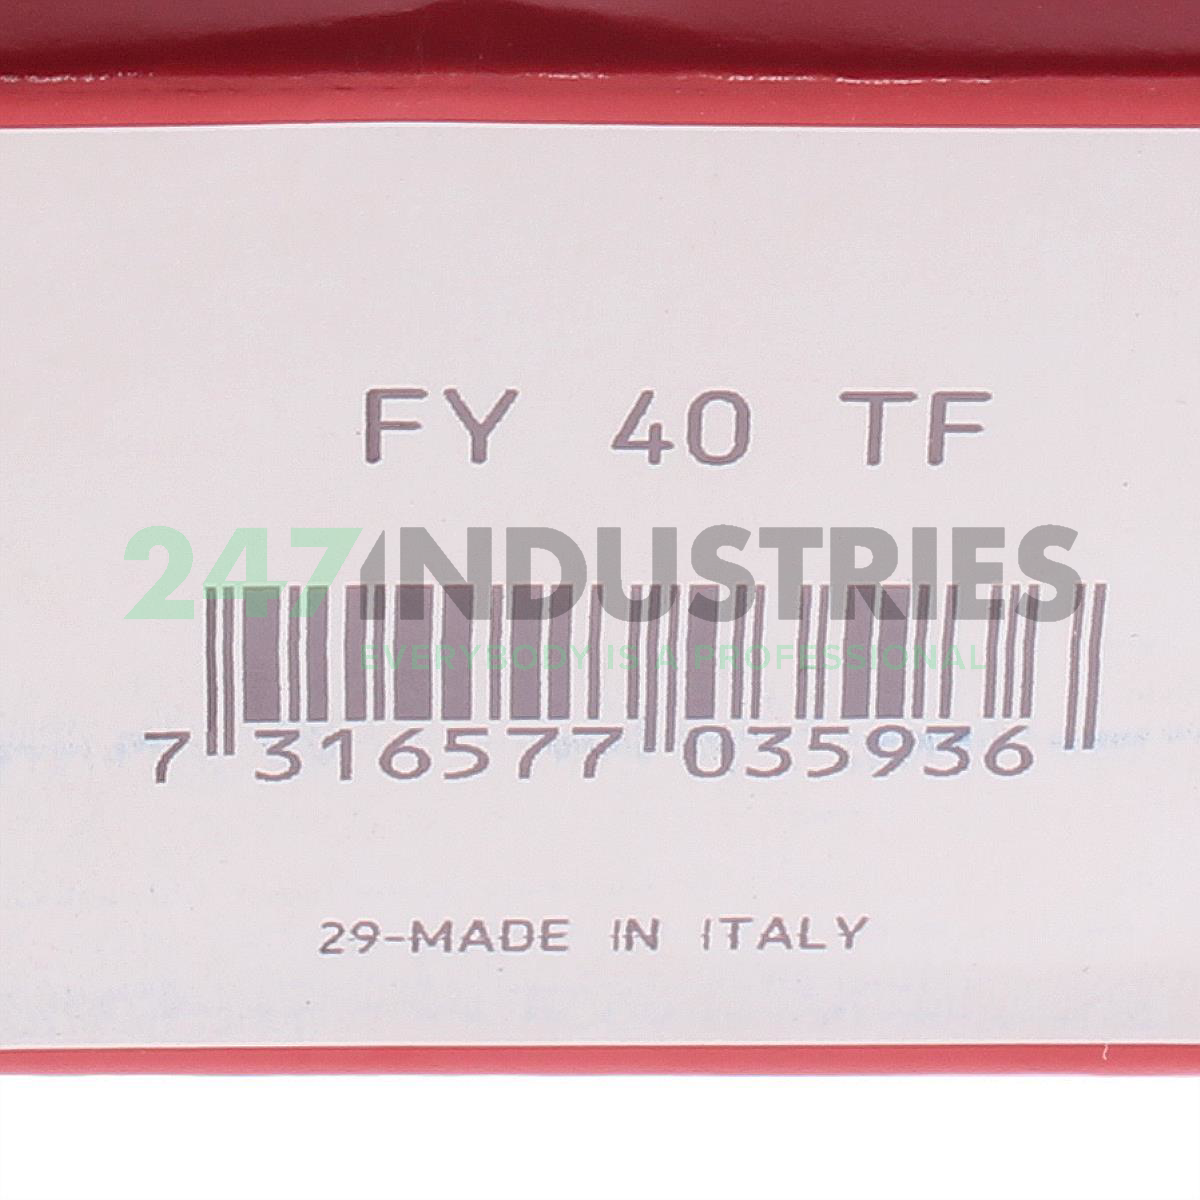 FY 40 TF
247INDUSTRIES
EVERYBODY IS A PROFESSIONAL
7 316577 035936
29-MADE IN ITALY